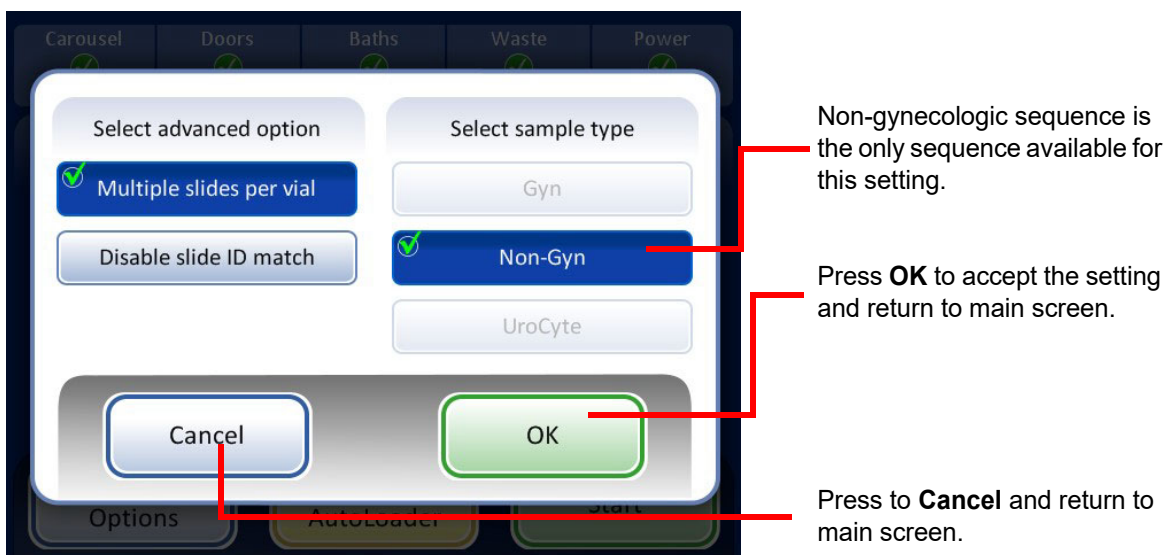 Carousel Doors Baths Waste Power
Select advanced option
Select sample type
Multiple slides per vial
Gyn
Disable slide ID match
Non-Gyn
UroCyte
Cancel
OK
Options AutoLoader Start
Non-gynecologic sequence is
the only sequence available for
this setting.
Press OK to accept the setting
and return to main screen.
Press to Cancel and return to
main screen.